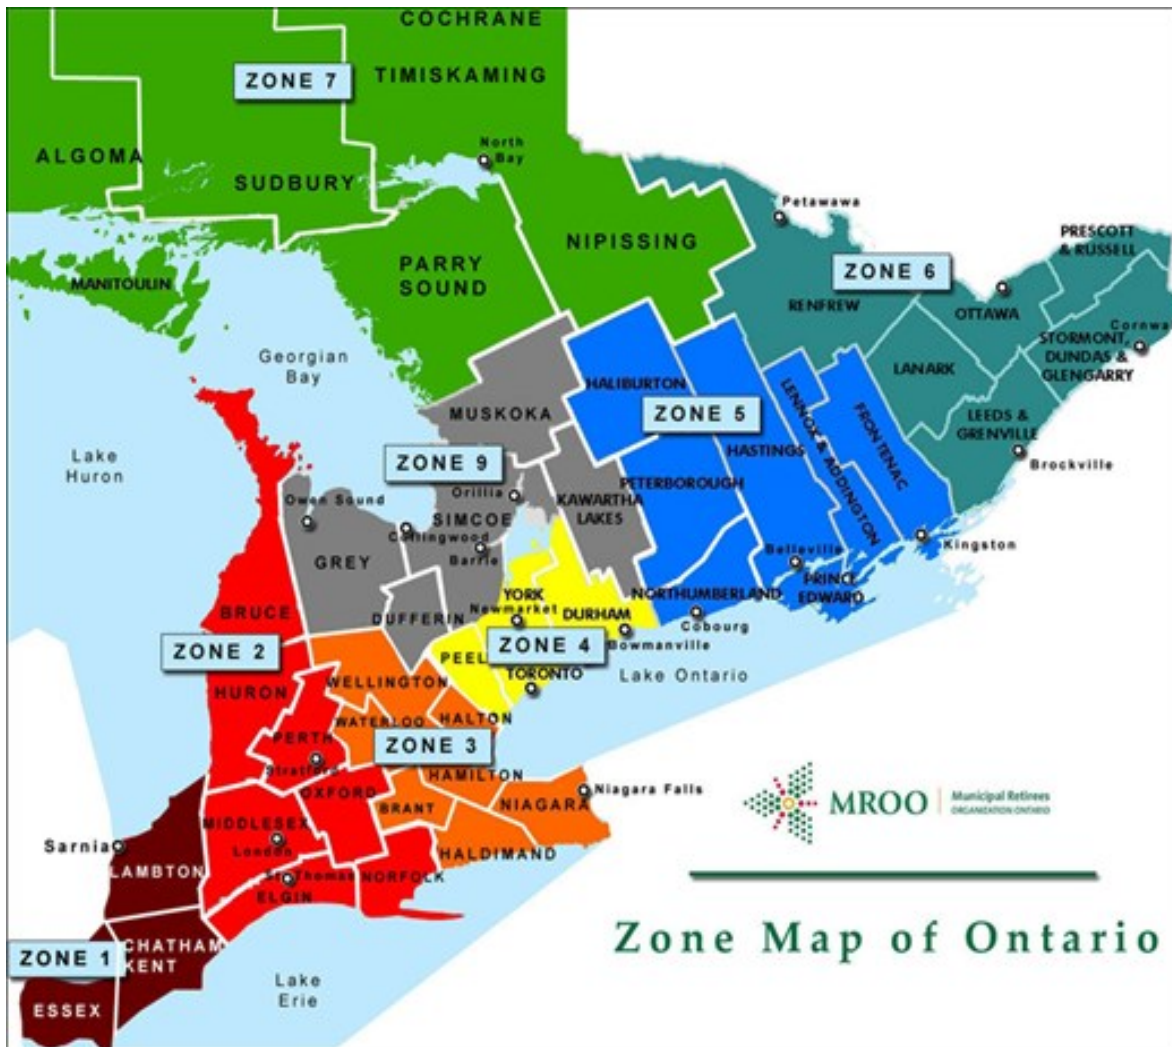 COCHRANE
ZONE 7
TIMISKAMING
North
Bay
ALGOMA
SUDBURY
Petawawa
NIPISSING
PRESCOTT
& RUSSELL
PARRY
SOUND
ZONE 6
MANITOULIN
RENFREW
OTTAWA
Cornwa
STORMONT,
DUNDAS &
GLENGARRY
Georgian
Bay
LANARK
HALIBURTON
MUSKOKA
ZONE 5
LENNOX & ADDINGTON
FRONTENAC
LEEDS &
GRENVILLE
HASTINGS
Brockville
Lake
Huron
ZONE 9
PETERBOROUGH
Orillia
KAWARTHA
LAKES
Owen Sound
SIMCOE
Collingwood
Barrie
GREY
Kingston
Belleville
PRINCE
EDWARD
YORK
Newmarket
NORTHUMBERLAND
Cobourg
BRUCE
DUFFERIN
DURHAM
Bowmanville
ZONE 2
PEEL
ZONE 4
TORONTO
Lake Ontario
HURON
WELLINGTON
WATERLOO
HALTON
PERTH
ZONE 3
Stratford
HAMILTON
OXFORD
BRANT
NIAGARA
Niagara Falls
MROO
Municipal Retirees
ORGANIZATION ONTARIO
MIDDLESEX
London
Sarnia
HALDIMAND
LAMBTON
St. Thomas
NORFOLK
ELGIN
Zone Map of Ontario
ZONE 1
CHATHAM
KENT
Lake
Erie
ESSEX